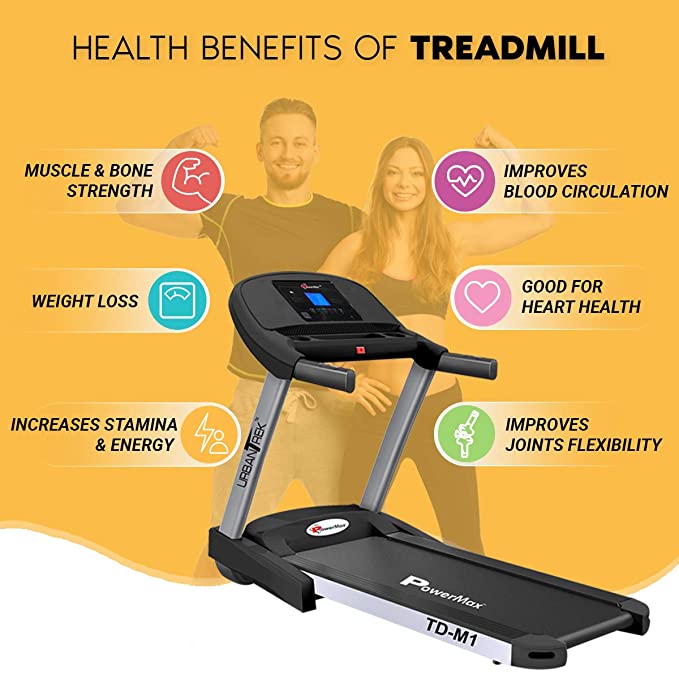 HEALTH BENEFITS OF TREADMILL
MUSCLE & BONE
STRENGTH
IMPROVES
BLOOD CIRCULATION
WEIGHT LOSS
GOOD FOR
HEART HEALTH
INCREASES STAMINA
& ENERGY
IMPROVES
JOINTS FLEXIBILITY
URBANTREK
PowerMax
PowerMax
TD-M1